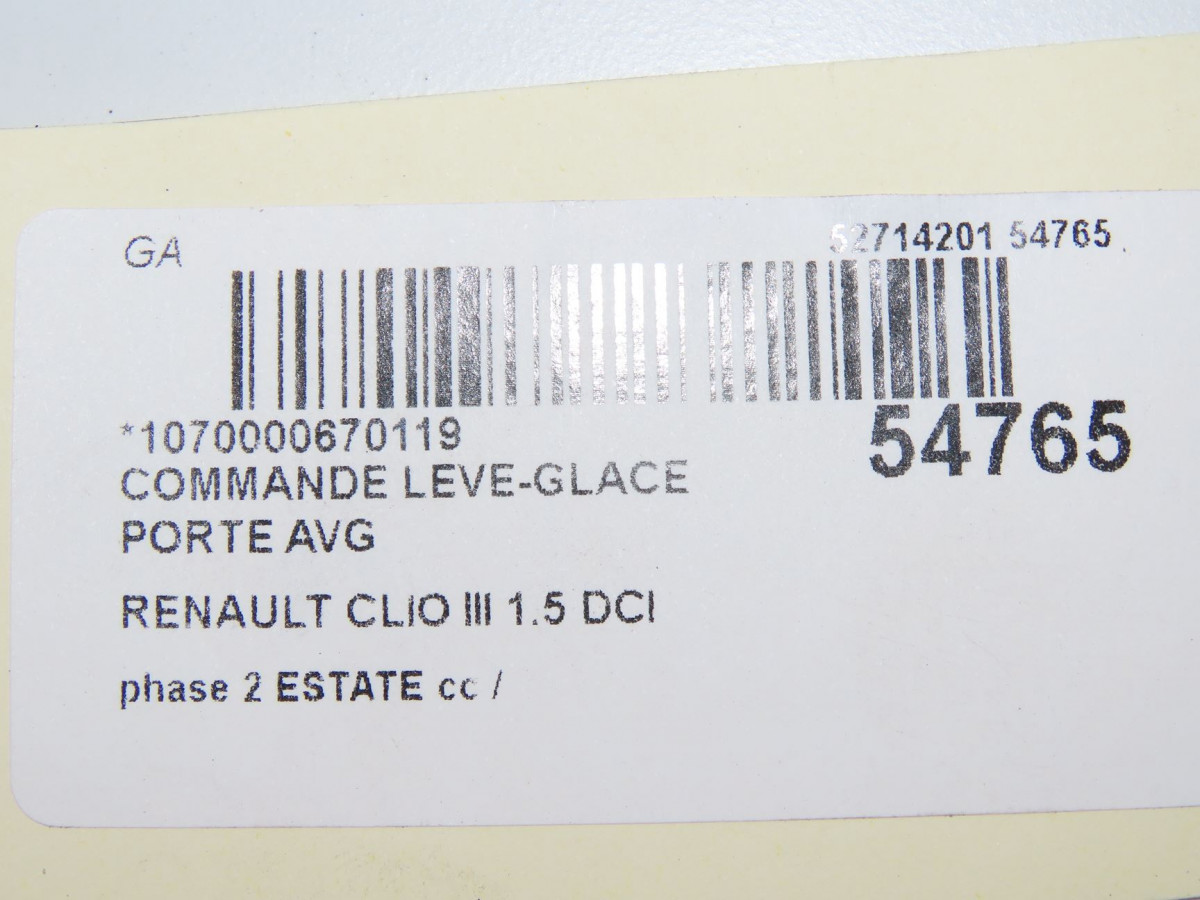 GA
52714201 54765
*1070000670119
54765
COMMANDE LEVE-GLACE
PORTE AVG
RENAULT CLIO III 1.5 DCI
phase 2 ESTATE cc /